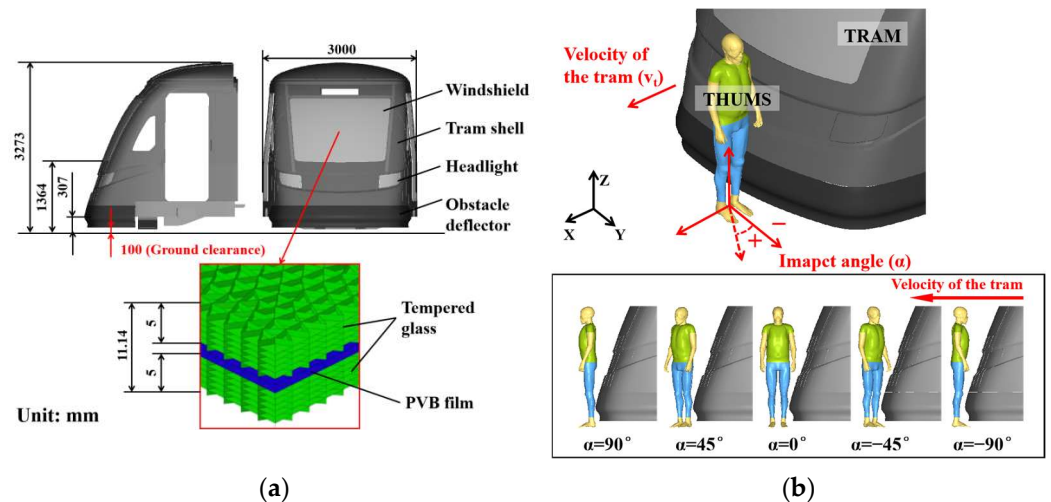 3000
Windshield
Tram shell
Headlight
Obstacle
deflector
3273
1364
307
100 (Ground clearance)
11.14
5
5
Tempered
glass
PVB film
Unit: mm
(a)
TRAM
Velocity of
the tram (vt)
THUMS
Z
X
Y
−
+
Imapct angle (α)
Velocity of the tram
α=90°
α=45°
α=0°
α=−45°
α=−90°
(b)